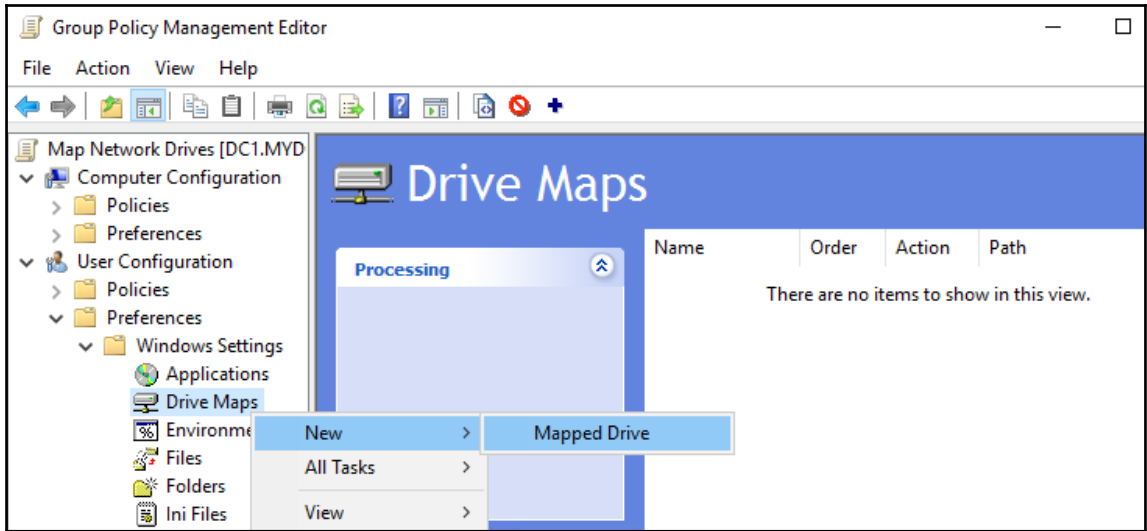 Group Policy Management Editor
File Action View Help
Map Network Drives [DC1.MYD
Computer Configuration
Policies
Preferences
User Configuration
Policies
Preferences
Windows Settings
Applications
Drive Maps
Environme
Files
Folders
Ini Files
New
Mapped Drive
All Tasks
View
Drive Maps
Processing
Name Order Action Path
There are no items to show in this view.